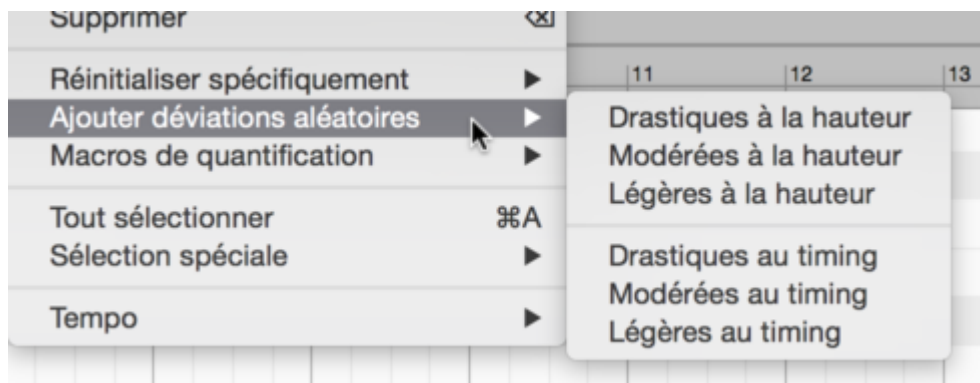 Supprimer ⌫
11 12 13
Réinitialiser spécifiquement ▶
Ajouter déviations aléatoires ▶
Macros de quantification ▶
Tout sélectionner ⌘A
Sélection spéciale ▶
Tempo ▶
Drastiques à la hauteur
Modérées à la hauteur
Légères à la hauteur
Drastiques au timing
Modérées au timing
Légères au timing